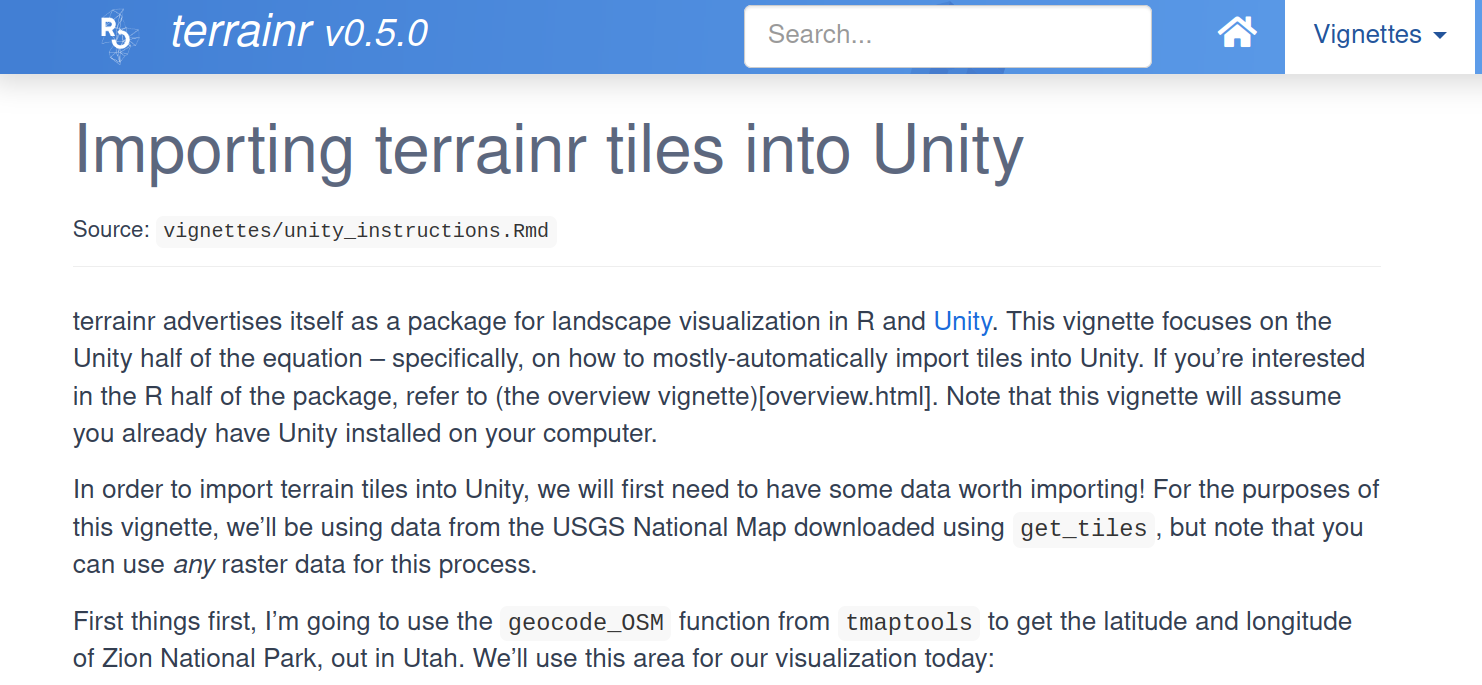 RO terrainr v0.5.0 Search... Vignettes
Importing terrainr tiles into Unity
Source: vignettes/unity_instructions.Rmd
terrainr advertises itself as a package for landscape visualization in R and Unity. This vignette focuses on the
Unity half of the equation – specifically, on how to mostly-automatically import tiles into Unity. If you’re interested
in the R half of the package, refer to (the overview vignette)[overview.html]. Note that this vignette will assume
you already have Unity installed on your computer.
In order to import terrain tiles into Unity, we will first need to have some data worth importing! For the purposes of
this vignette, we’ll be using data from the USGS National Map downloaded using get_tiles, but note that you
can use any raster data for this process.
First things first, I’m going to use the geocode_OSM function from tmaptools to get the latitude and longitude
of Zion National Park, out in Utah. We’ll use this area for our visualization today: